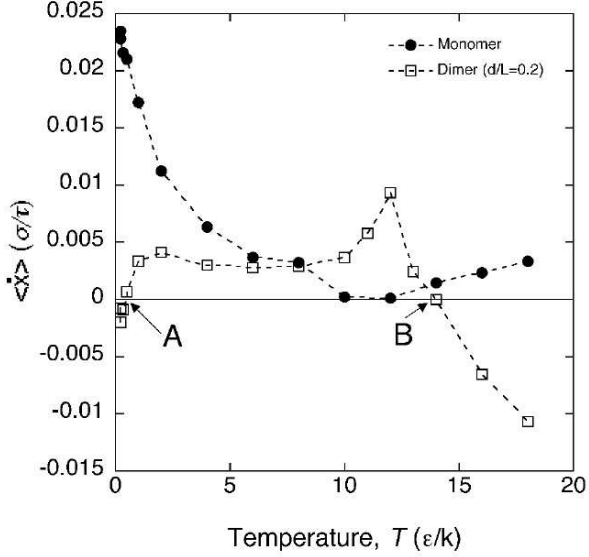 0.025
0.02
0.015
0.01
0.005
0
-0.005
-0.01
-0.015
<ẋ> (σ/τ)
Monomer
Dimer (d/L=0.2)
A
B
0 5 10 15 20
Temperature, T (ε/k)